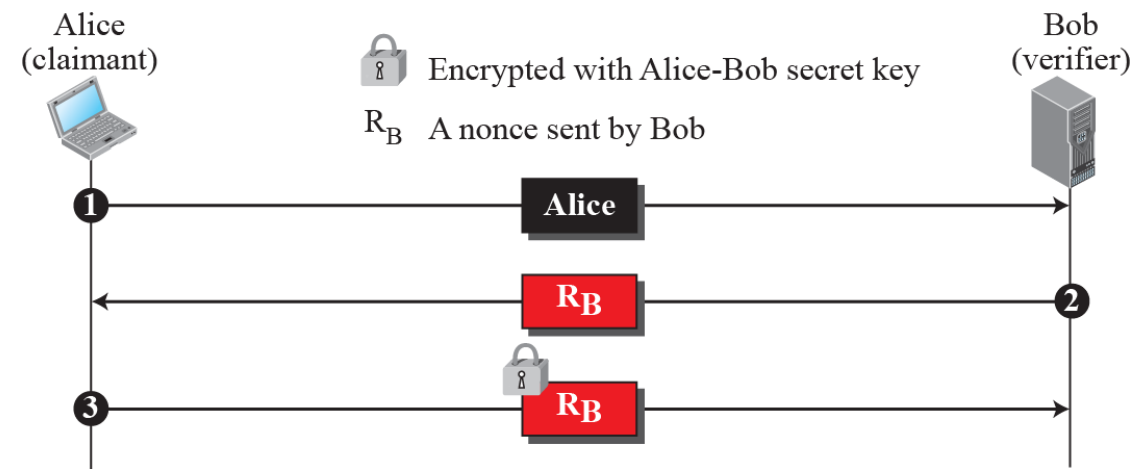 Alice
(claimant)
Bob
(verifier)
Encrypted with Alice-Bob secret key
R_B A nonce sent by Bob
1 Alice
R_B 2
3 R_B